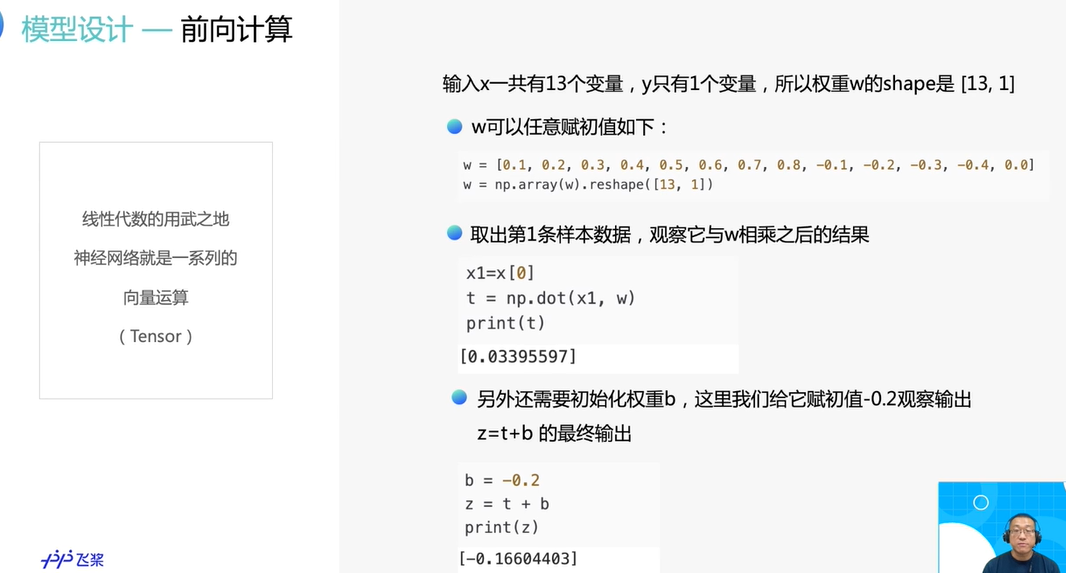 模型设计 — 前向计算
线性代数的用武之地
神经网络就是一系列的
向量运算
（Tensor）
输入x一共有13个变量，y只有1个变量，所以权重w的shape是 [13, 1]
w可以任意赋初值如下：
w = [0.1, 0.2, 0.3, 0.4, 0.5, 0.6, 0.7, 0.8, -0.1, -0.2, -0.3, -0.4, 0.0]
w = np.array(w).reshape([13, 1])
取出第1条样本数据，观察它与w相乘之后的结果
x1=x[0]
t = np.dot(x1, w)
print(t)
[0.03395597]
另外还需要初始化权重b，这里我们给它赋初值-0.2观察输出
z=t+b 的最终输出
b = -0.2
z = t + b
print(z)
[-0.16604403]
飞桨